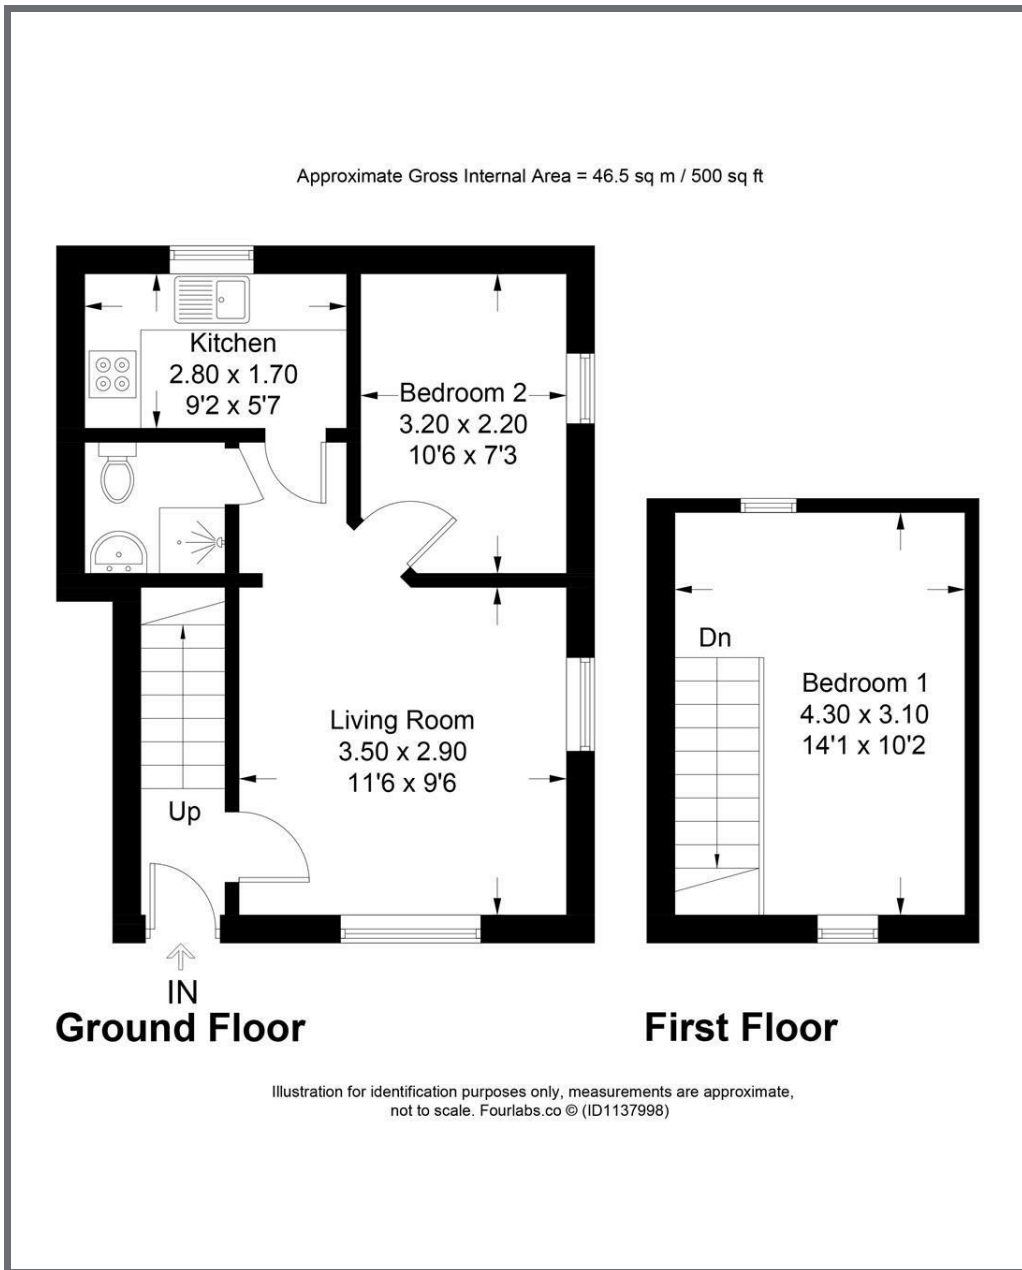 Approximate Gross Internal Area = 46.5 sq m / 500 sq ft
Kitchen
2.80 x 1.70
9'2 x 5'7
Bedroom 2
3.20 x 2.20
10'6 x 7'3
Living Room
3.50 x 2.90
11'6 x 9'6
Up
IN
Ground Floor
Dn
Bedroom 1
4.30 x 3.10
14'1 x 10'2
First Floor
Illustration for identification purposes only, measurements are approximate,
not to scale. Fourlabs.co © (ID1137998)